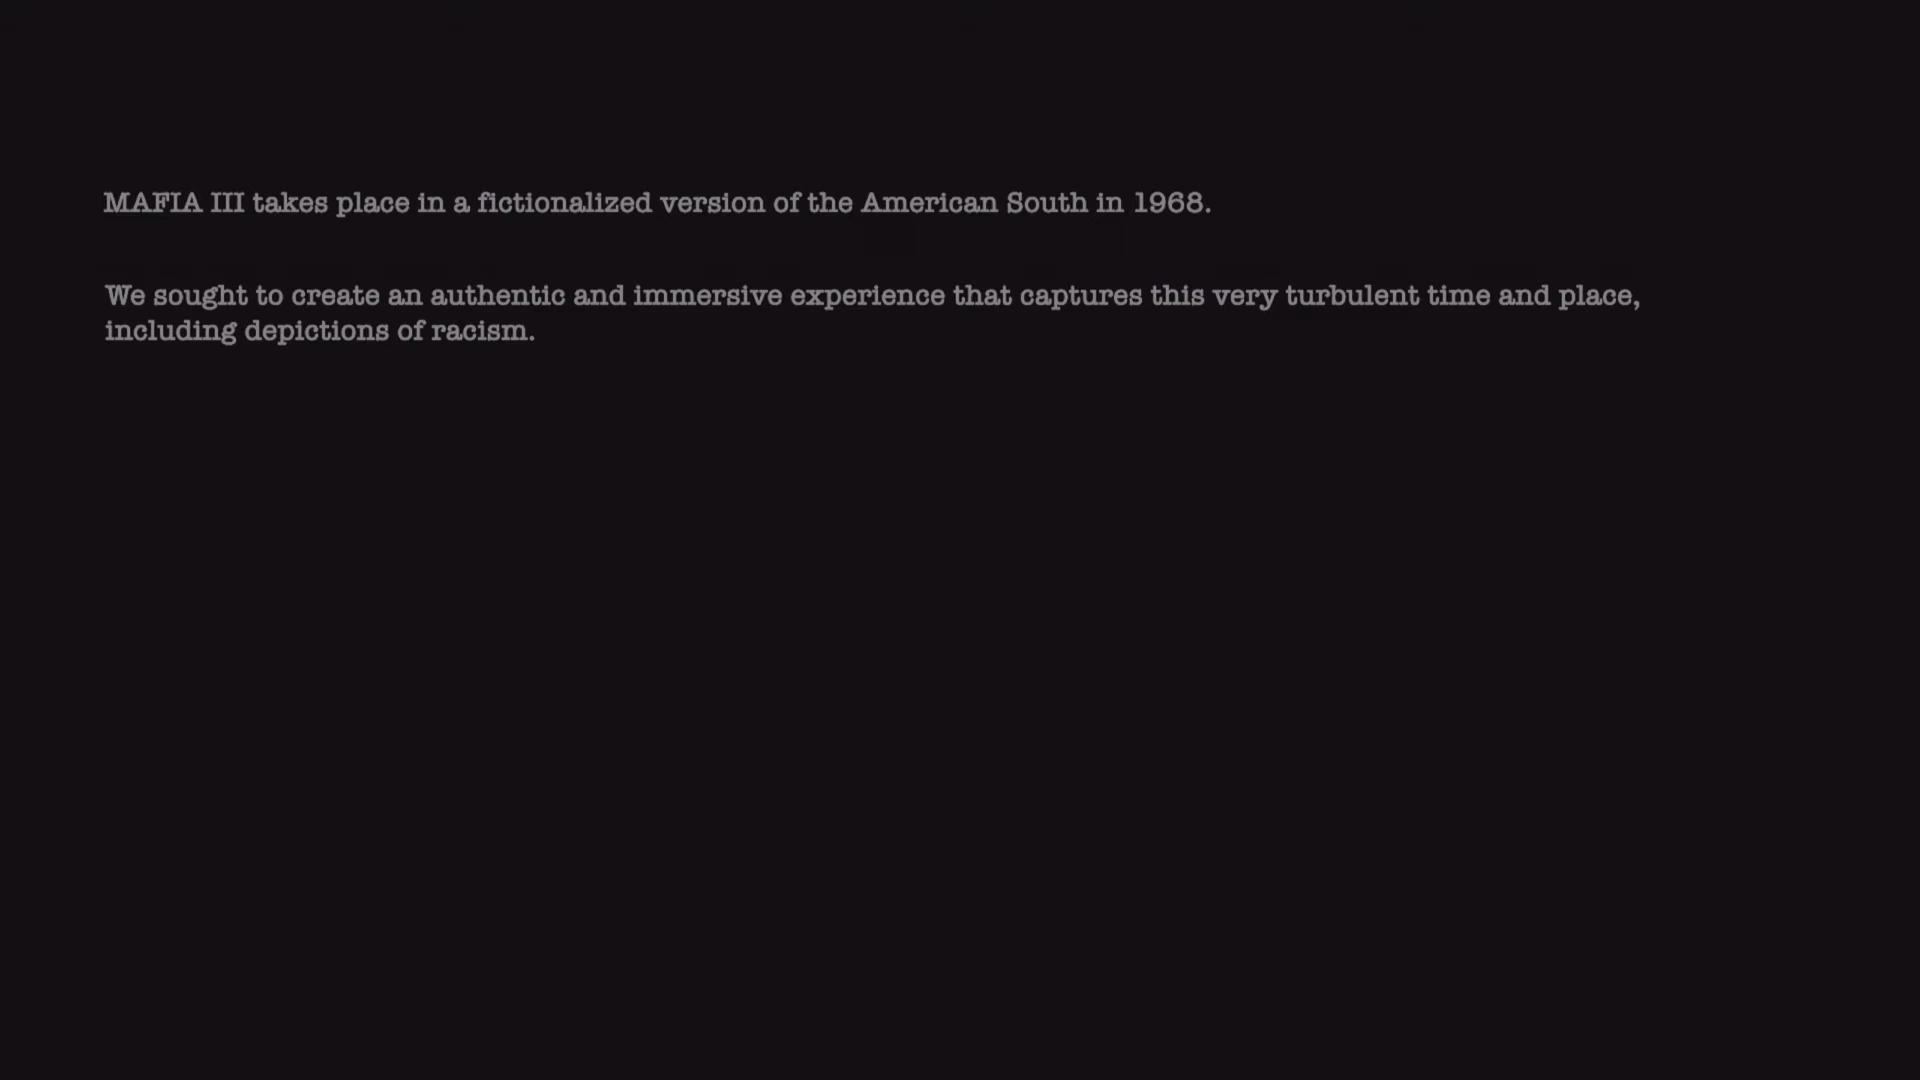 MAFIA III takes place in a fictionalized version of the American South in 1968.
We sought to create an authentic and immersive experience that captures this very turbulent time and place,
including depictions of racism.